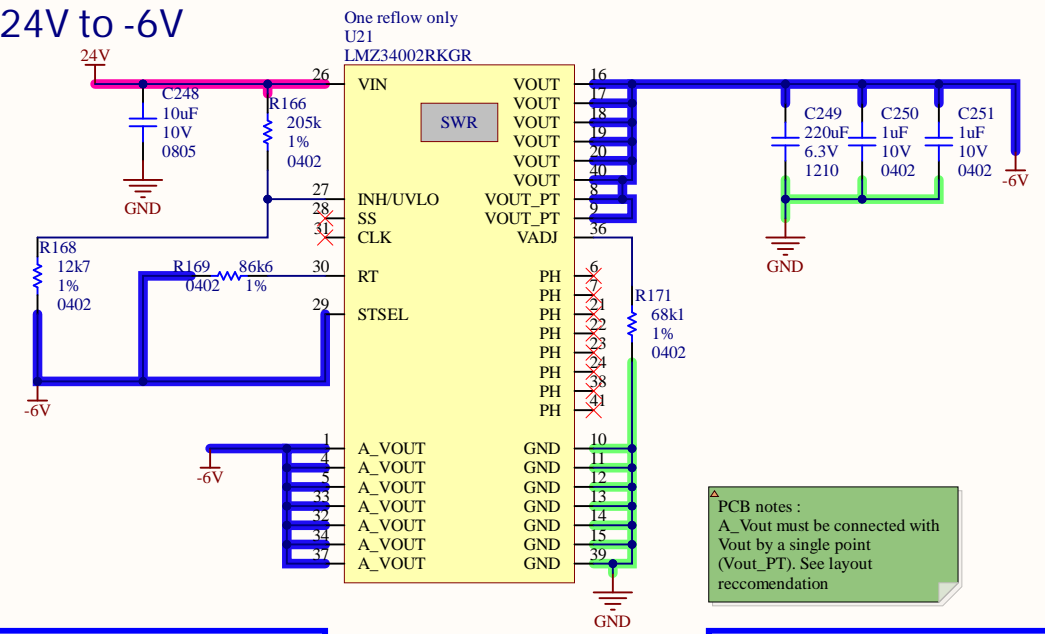 24V to -6V
One reflow only
U21
LMZ34002RKGR
24V
C248
10uF
10V
0805
GND
R166
205k
1%
0402
R168
12k7
1%
0402
-6V
R169
0402
86k6
1%
-6V
26
27
28
31
30
29
1
4
5
33
32
34
37
VIN
INH/UVLO
SS
CLK
RT
STSEL
A_VOUT
A_VOUT
A_VOUT
A_VOUT
A_VOUT
A_VOUT
A_VOUT
SWR
VOUT
VOUT
VOUT
VOUT
VOUT
VOUT
VOUT_PT
VOUT_PT
VADJ
PH
PH
PH
PH
PH
PH
PH
PH
GND
GND
GND
GND
GND
GND
GND
16
17
18
19
20
40
8
9
36
6
7
21
22
23
24
38
41
10
11
12
13
14
15
39
GND
R171
68k1
1%
0402
C249
220uF
6.3V
1210
C250
1uF
10V
0402
C251
1uF
10V
0402
-6V
GND
PCB notes :
A_Vout must be connected with
Vout by a single point
(Vout_PT). See layout
reccomendation